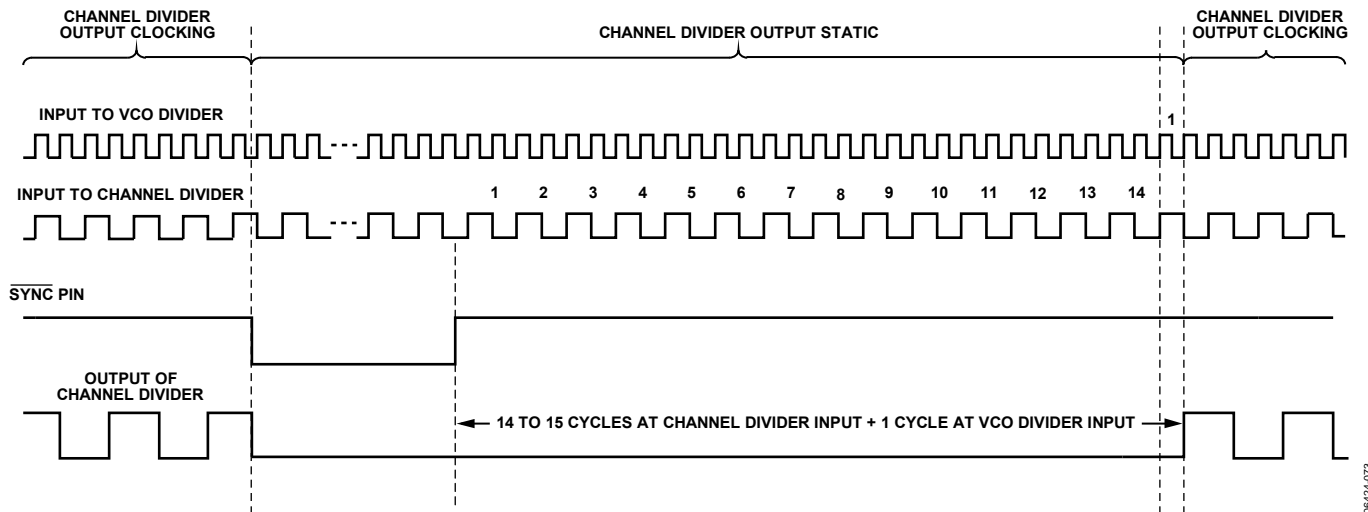 CHANNEL DIVIDER
OUTPUT CLOCKING
CHANNEL DIVIDER OUTPUT STATIC
CHANNEL DIVIDER
OUTPUT CLOCKING
INPUT TO VCO DIVIDER
1
INPUT TO CHANNEL DIVIDER
1 2 3 4 5 6 7 8 9 10 11 12 13 14
SYNC PIN
OUTPUT OF
CHANNEL DIVIDER
14 TO 15 CYCLES AT CHANNEL DIVIDER INPUT + 1 CYCLE AT VCO DIVIDER INPUT
06424-073